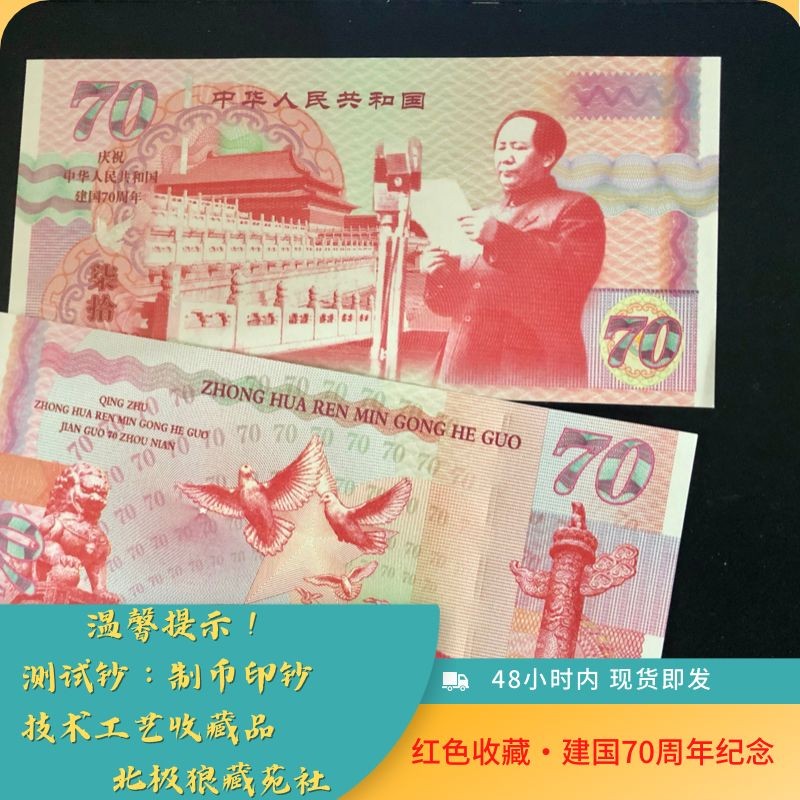 70
中华人民共和国
庆祝
中华人民共和国
建国70周年
柒拾
70
QING ZHU
ZHONG HUA REN MIN GONG HE GUO
JIAN GUO 70 ZHOU NIAN
ZHONG HUA REN MIN GONG HE GUO
70
温馨提示！
测试钞：制币印钞
技术工艺收藏品
北极狼藏苑社
48小时内 现货即发
红色收藏·建国70周年纪念